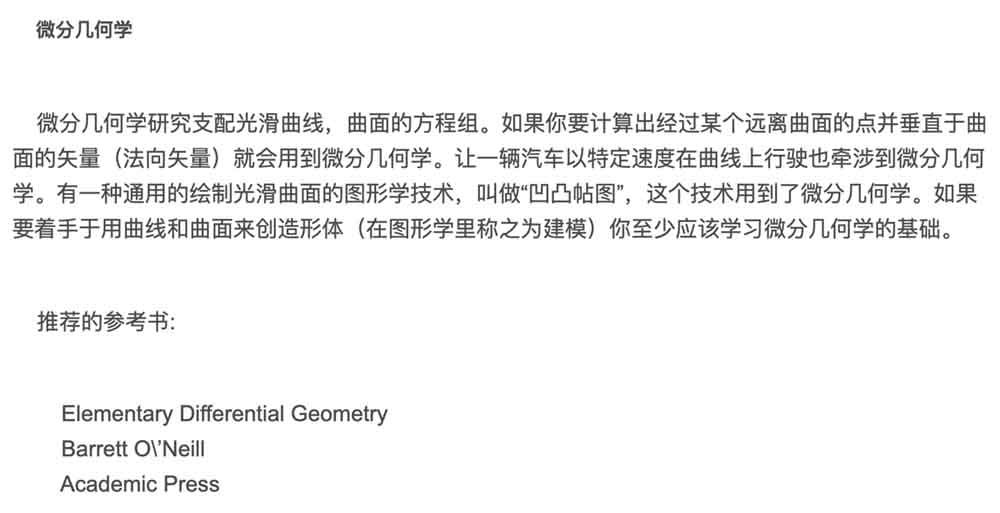 微分几何学
微分几何学研究支配光滑曲线，曲面的方程组。如果你要计算出经过某个远离曲面的点并垂直于曲
面的矢量（法向矢量）就会用到微分几何学。让一辆汽车以特定速度在曲线上行驶也牵涉到微分几何
学。有一种通用的绘制光滑曲面的图形学技术，叫做“凹凸帖图”，这个技术用到了微分几何学。如果
要着手于用曲线和曲面来创造形体（在图形学里称之为建模）你至少应该学习微分几何学的基础。
推荐的参考书:
Elementary Differential Geometry
Barrett O\’Neill
Academic Press